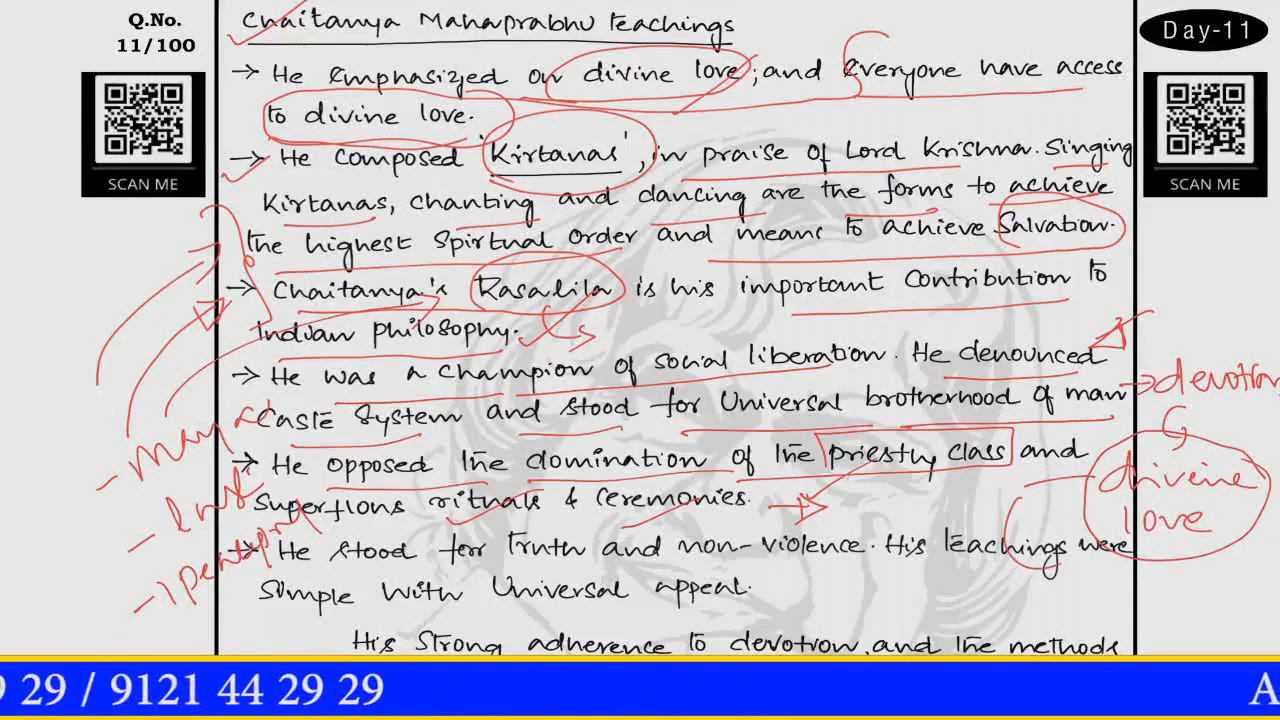 Q.No.
11/100
SCAN ME
Chaitanya Mahaprabhu teachings
→ He emphasized on divine love; and everyone have access
to divine love.
→ He composed 'Kirtanas', in praise of Lord Krishna. Singing
Kirtanas, chanting and dancing are the forms to achieve
the highest Spirtual order and means to achieve Salvation.
→ Chaitanya's Rasalila is his important contribution to
Indian philosophy.
→ He was a champion of social liberation. He denounced
Caste System and stood for Universal brotherhood of man
→ He opposed the domination of the priestly class and
rituals & ceremonies.
→ He stood for truth and non-violence. His teachings were
Simple with Universal appeal.
His Strong adherence to devotion, and the methods
Day-11
SCAN ME
devotion
divine
love
9 29 / 9121 44 29 29
A